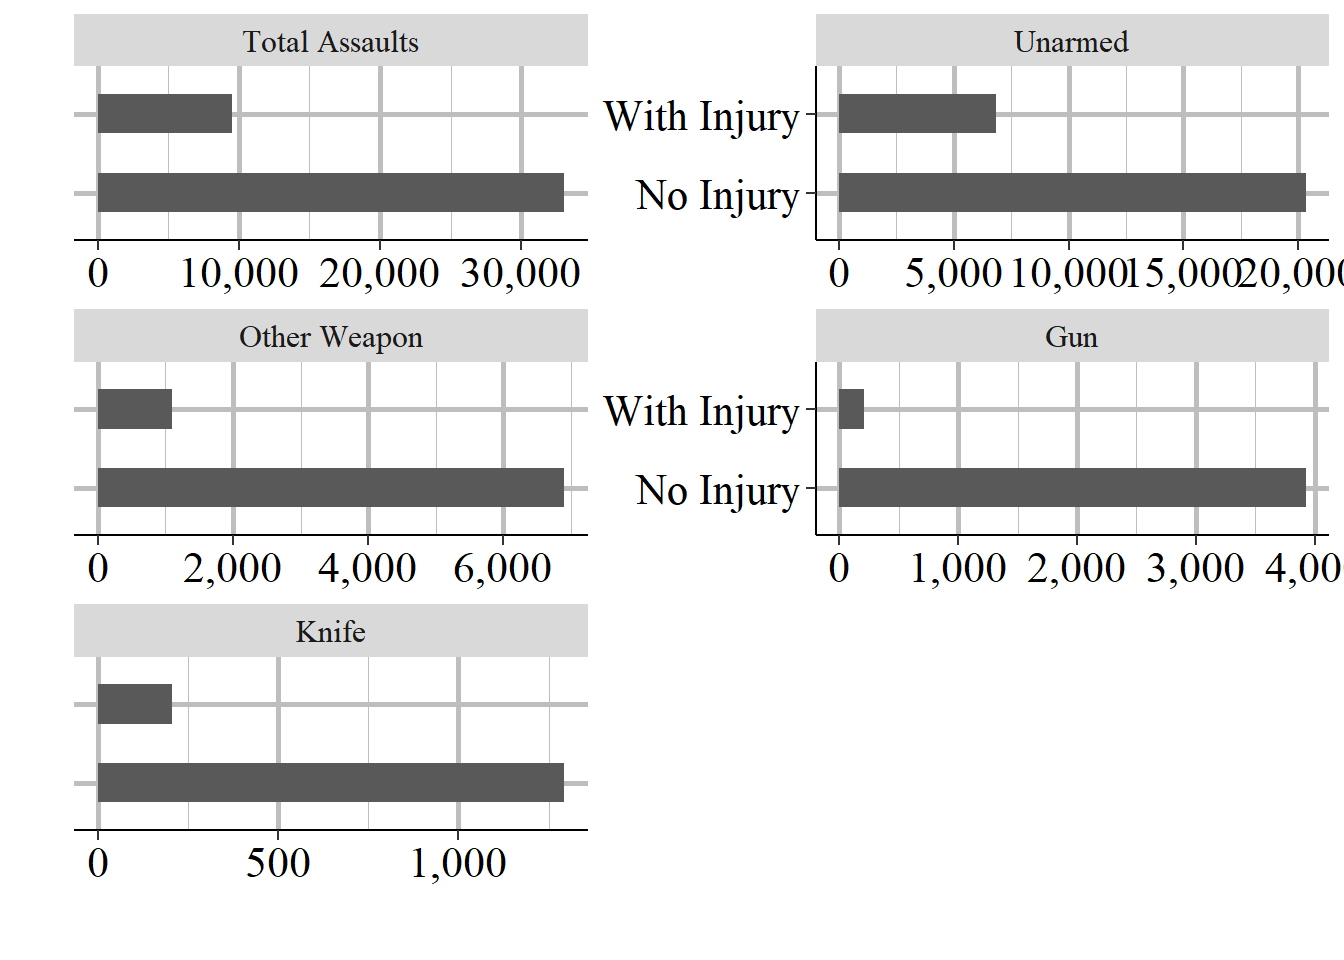 Total Assaults
0 10,000 20,000 30,000
Unarmed
With Injury
No Injury
0 5,000 10,000 15,000 20,00
Other Weapon
0 2,000 4,000 6,000
Gun
With Injury
No Injury
0 1,000 2,000 3,000 4,00
Knife
0 500 1,000